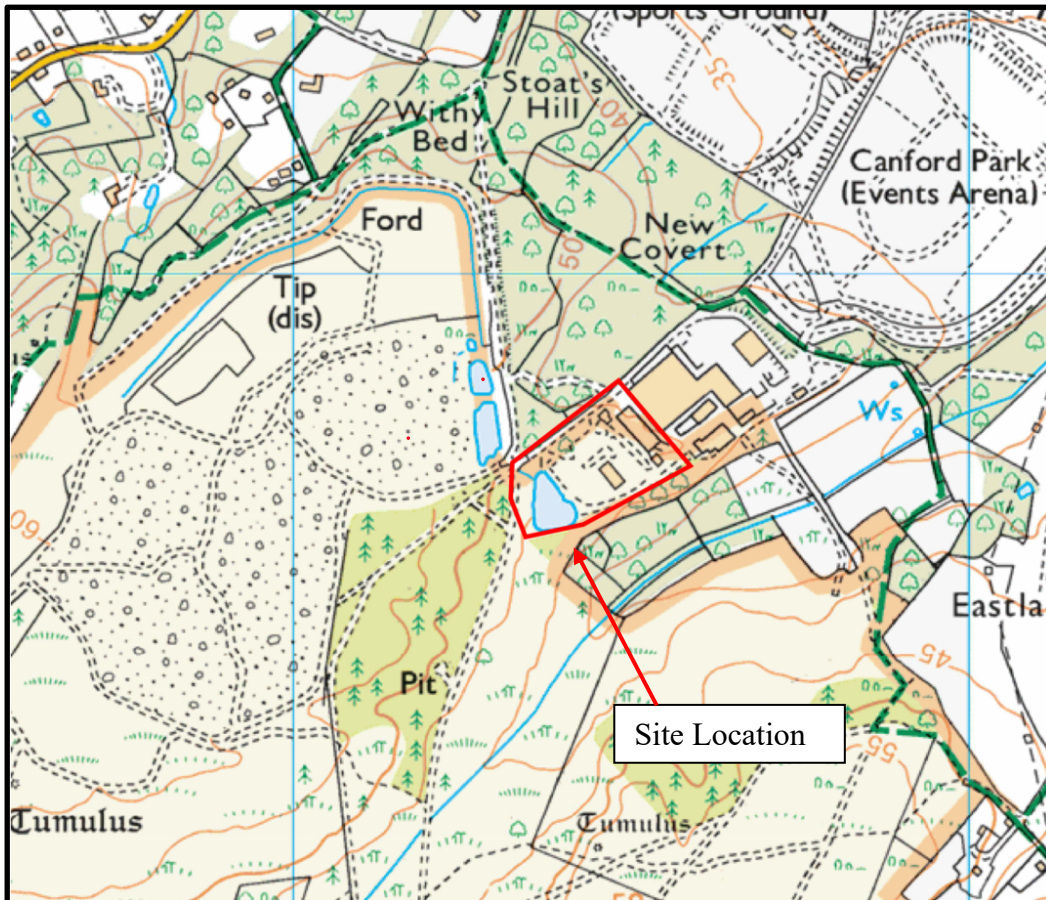 (Sports Ground)
35
Stoat's
Hill
40
Withy
Bed
Canford Park
(Events Arena)
Ford
New
Covert
50
Tip
(dis)
Ws
60
Eastla
45
Pit
Site Location
55
Tumulus
Tumulus